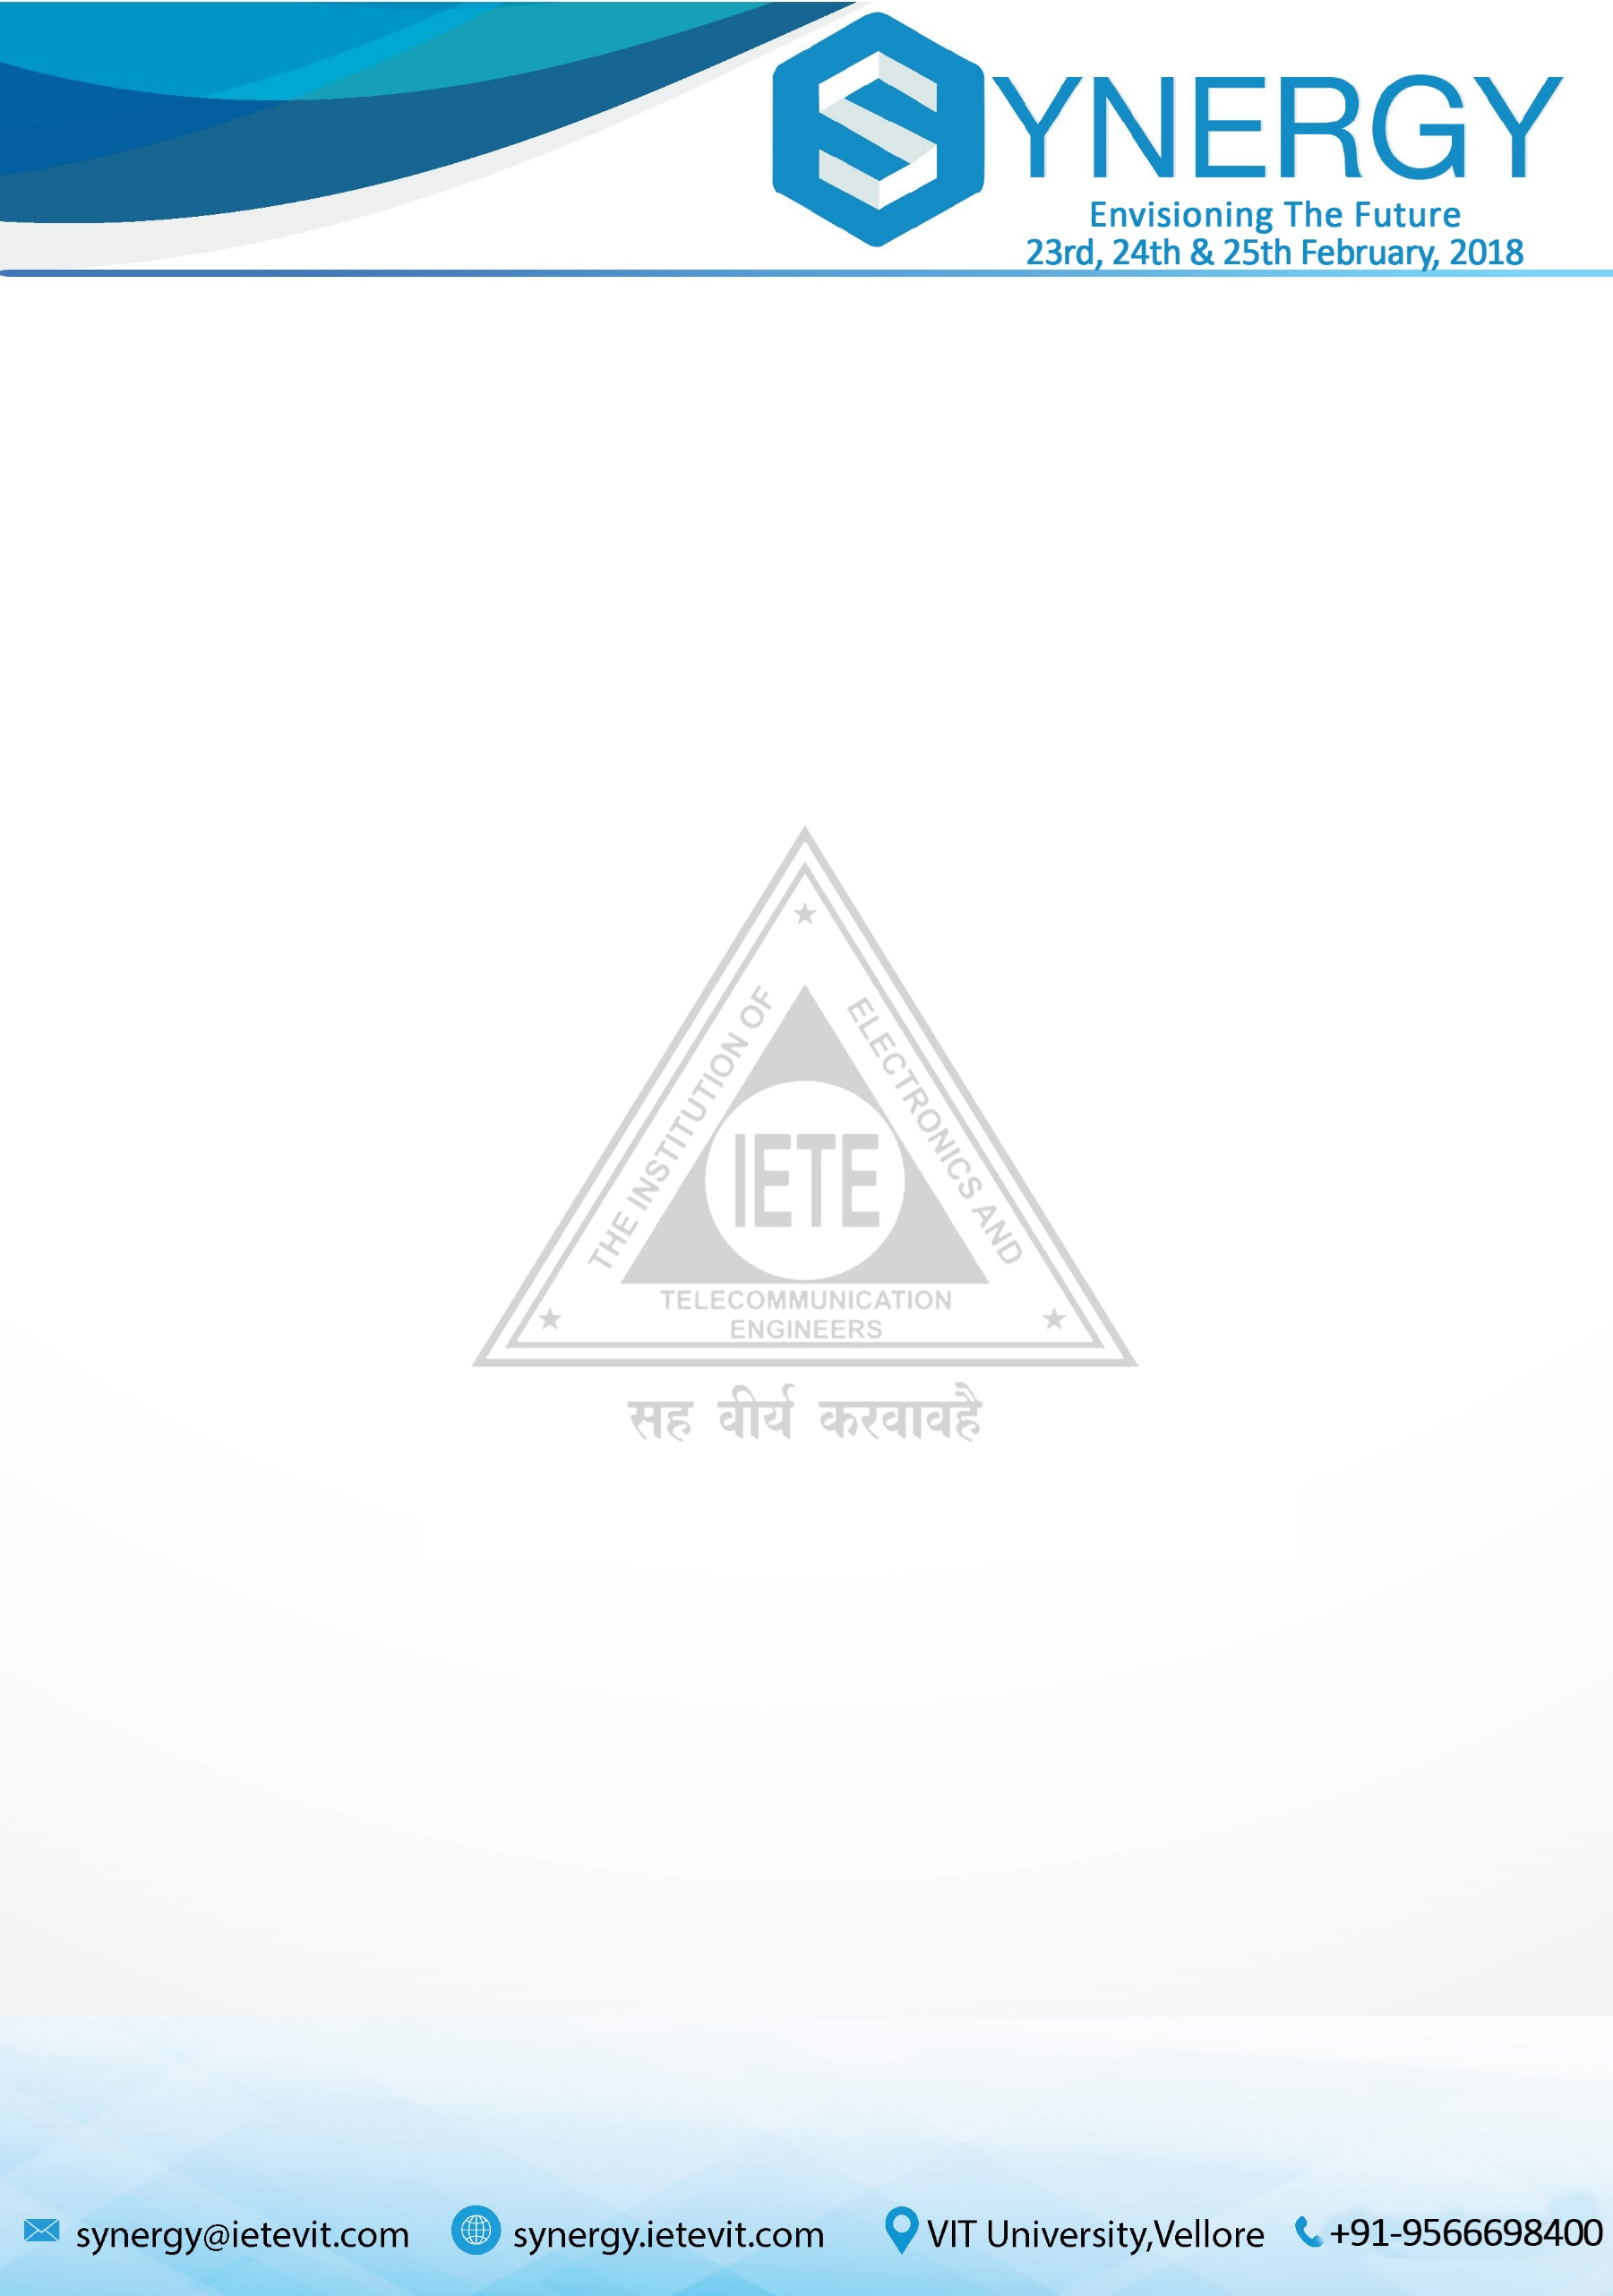 SYNERGY
Envisioning The Future
23rd, 24th & 25th February, 2018
THE INSTITUTION OF
ELECTRONICS AND
IETE
TELECOMMUNICATION
ENGINEERS
सह वीर्य करवावहै
synergy@ietevit.com
synergy.ietevit.com
VIT University,Vellore
+91-9566698400